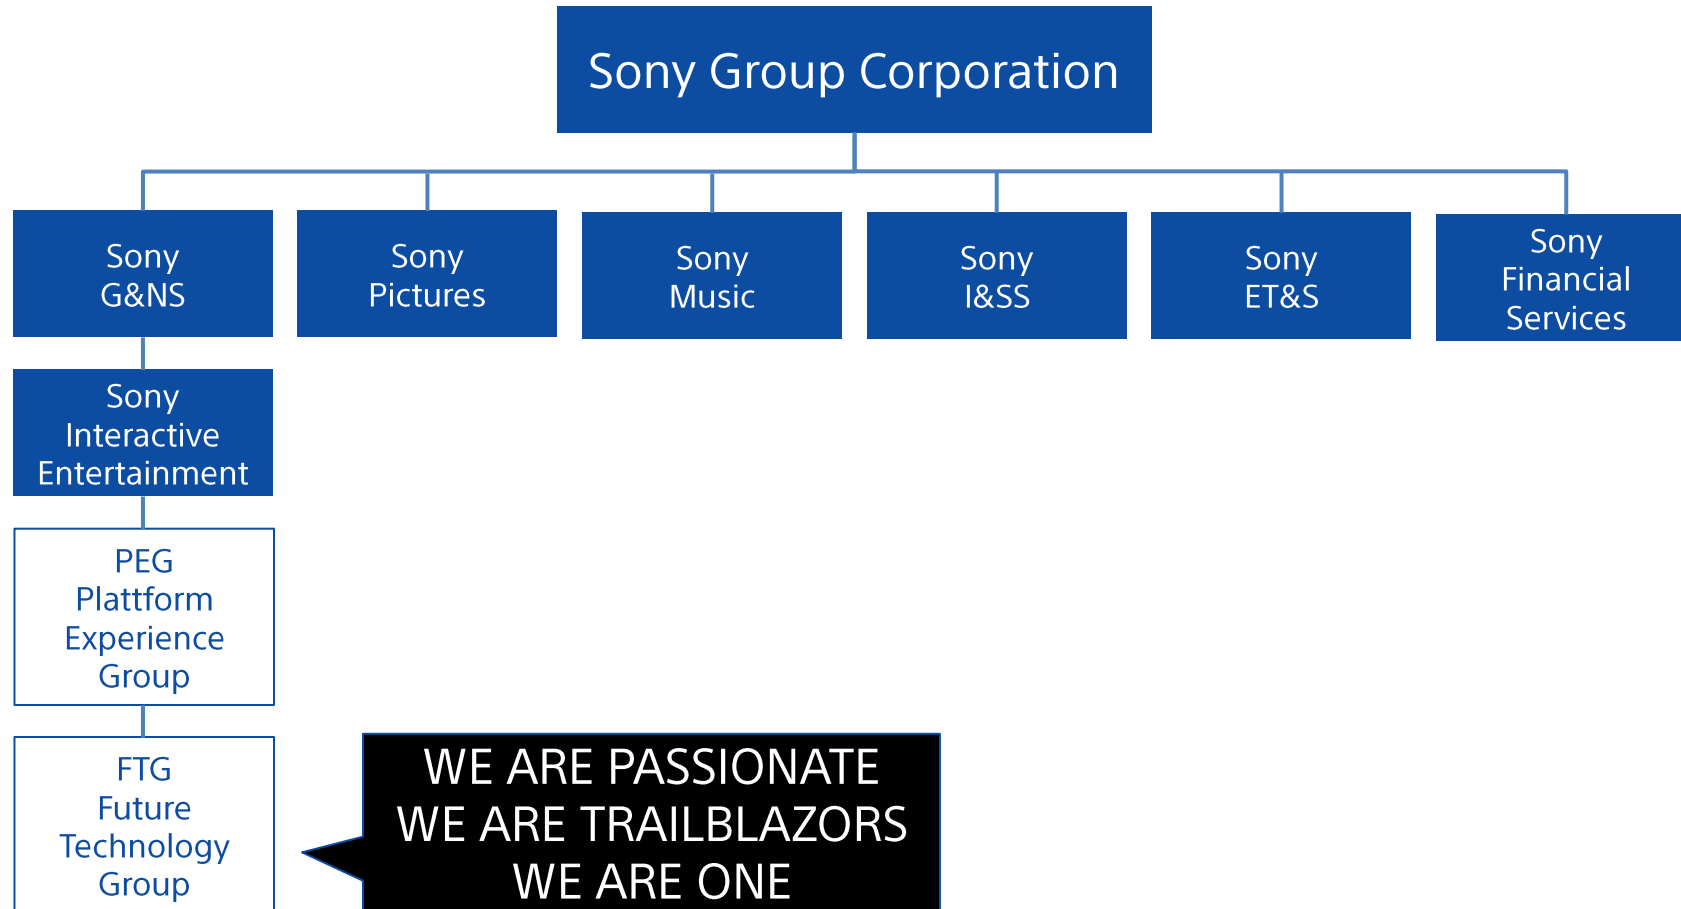 Sony Group Corporation
Sony
G&NS
Sony
Pictures
Sony
Music
Sony
I&SS
Sony
ET&S
Sony
Financial
Services
Sony
Interactive
Entertainment
PEG
Plattform
Experience
Group
FTG
Future
Technology
Group
WE ARE PASSIONATE
WE ARE TRAILBLAZORS
WE ARE ONE